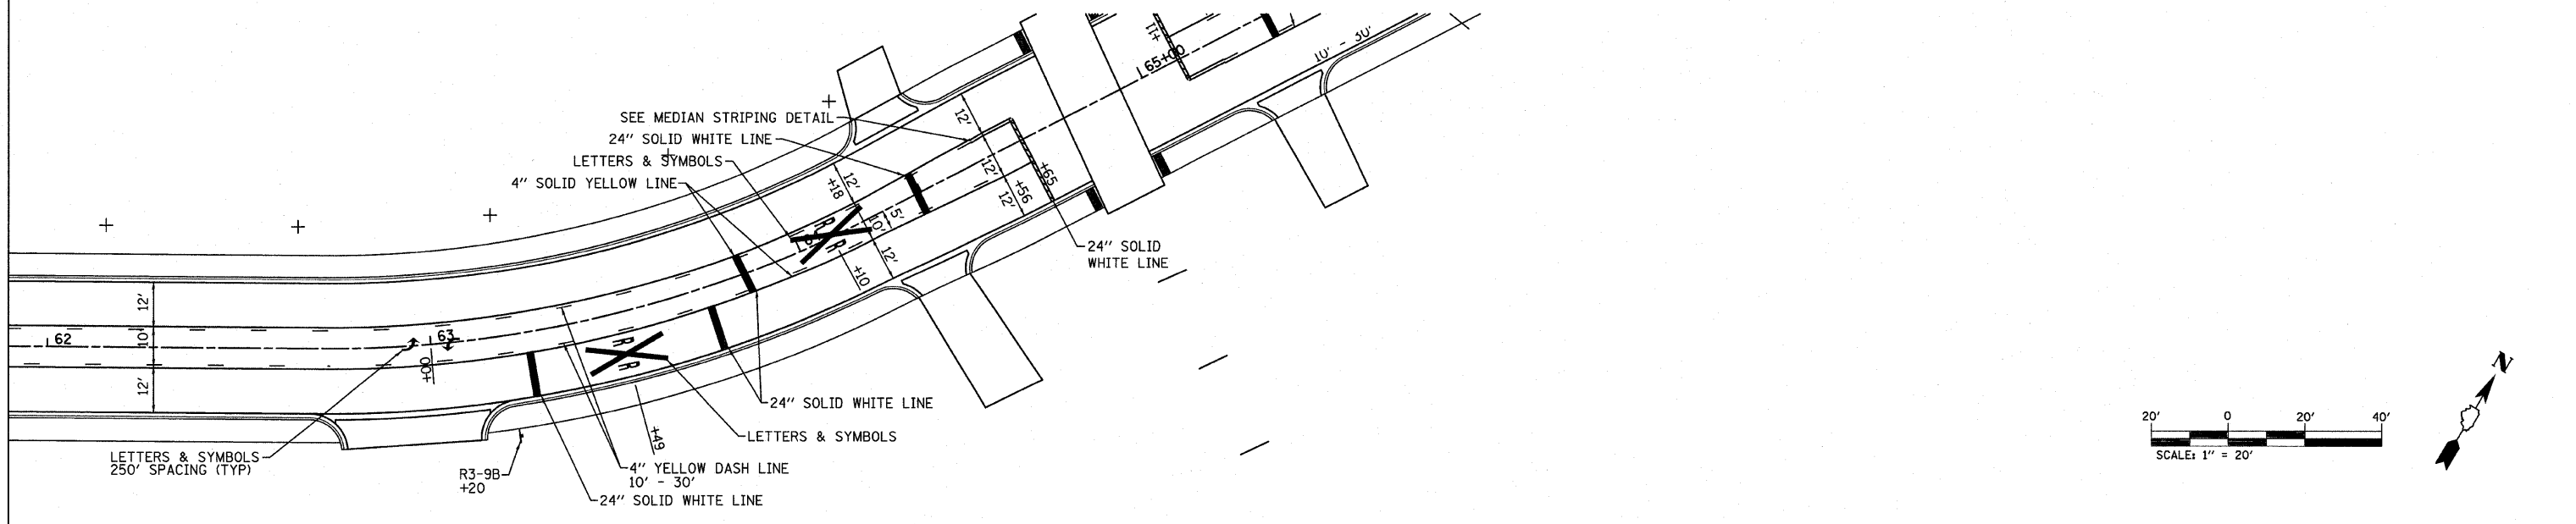 +11
65+00
10' - 30'
SEE MEDIAN STRIPING DETAIL
24" SOLID WHITE LINE
LETTERS & SYMBOLS
4" SOLID YELLOW LINE
12'
12'
+18
12'
+65
+56
12'
5'
10'
R R
12'
+10
24" SOLID
WHITE LINE
12'
10'
12'
62
63
+00
R R
24" SOLID WHITE LINE
LETTERS & SYMBOLS
+49
LETTERS & SYMBOLS
250' SPACING (TYP)
R3-9B
+20
4" YELLOW DASH LINE
10' - 30'
24" SOLID WHITE LINE
20' 0 20' 40'
SCALE: 1" = 20'
N